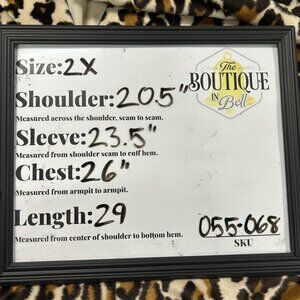 Size: 2X
The
BOUTIQUE
IN
Bell
Shoulder: 20.5"
Measured across the shoulder, seam to seam.
Sleeve: 23.5"
Measured from shoulder seam to cuff hem.
Chest: 26"
Measured from armpit to armpit.
Length: 29
Measured from center of shoulder to bottom hem.
055-068
SKU